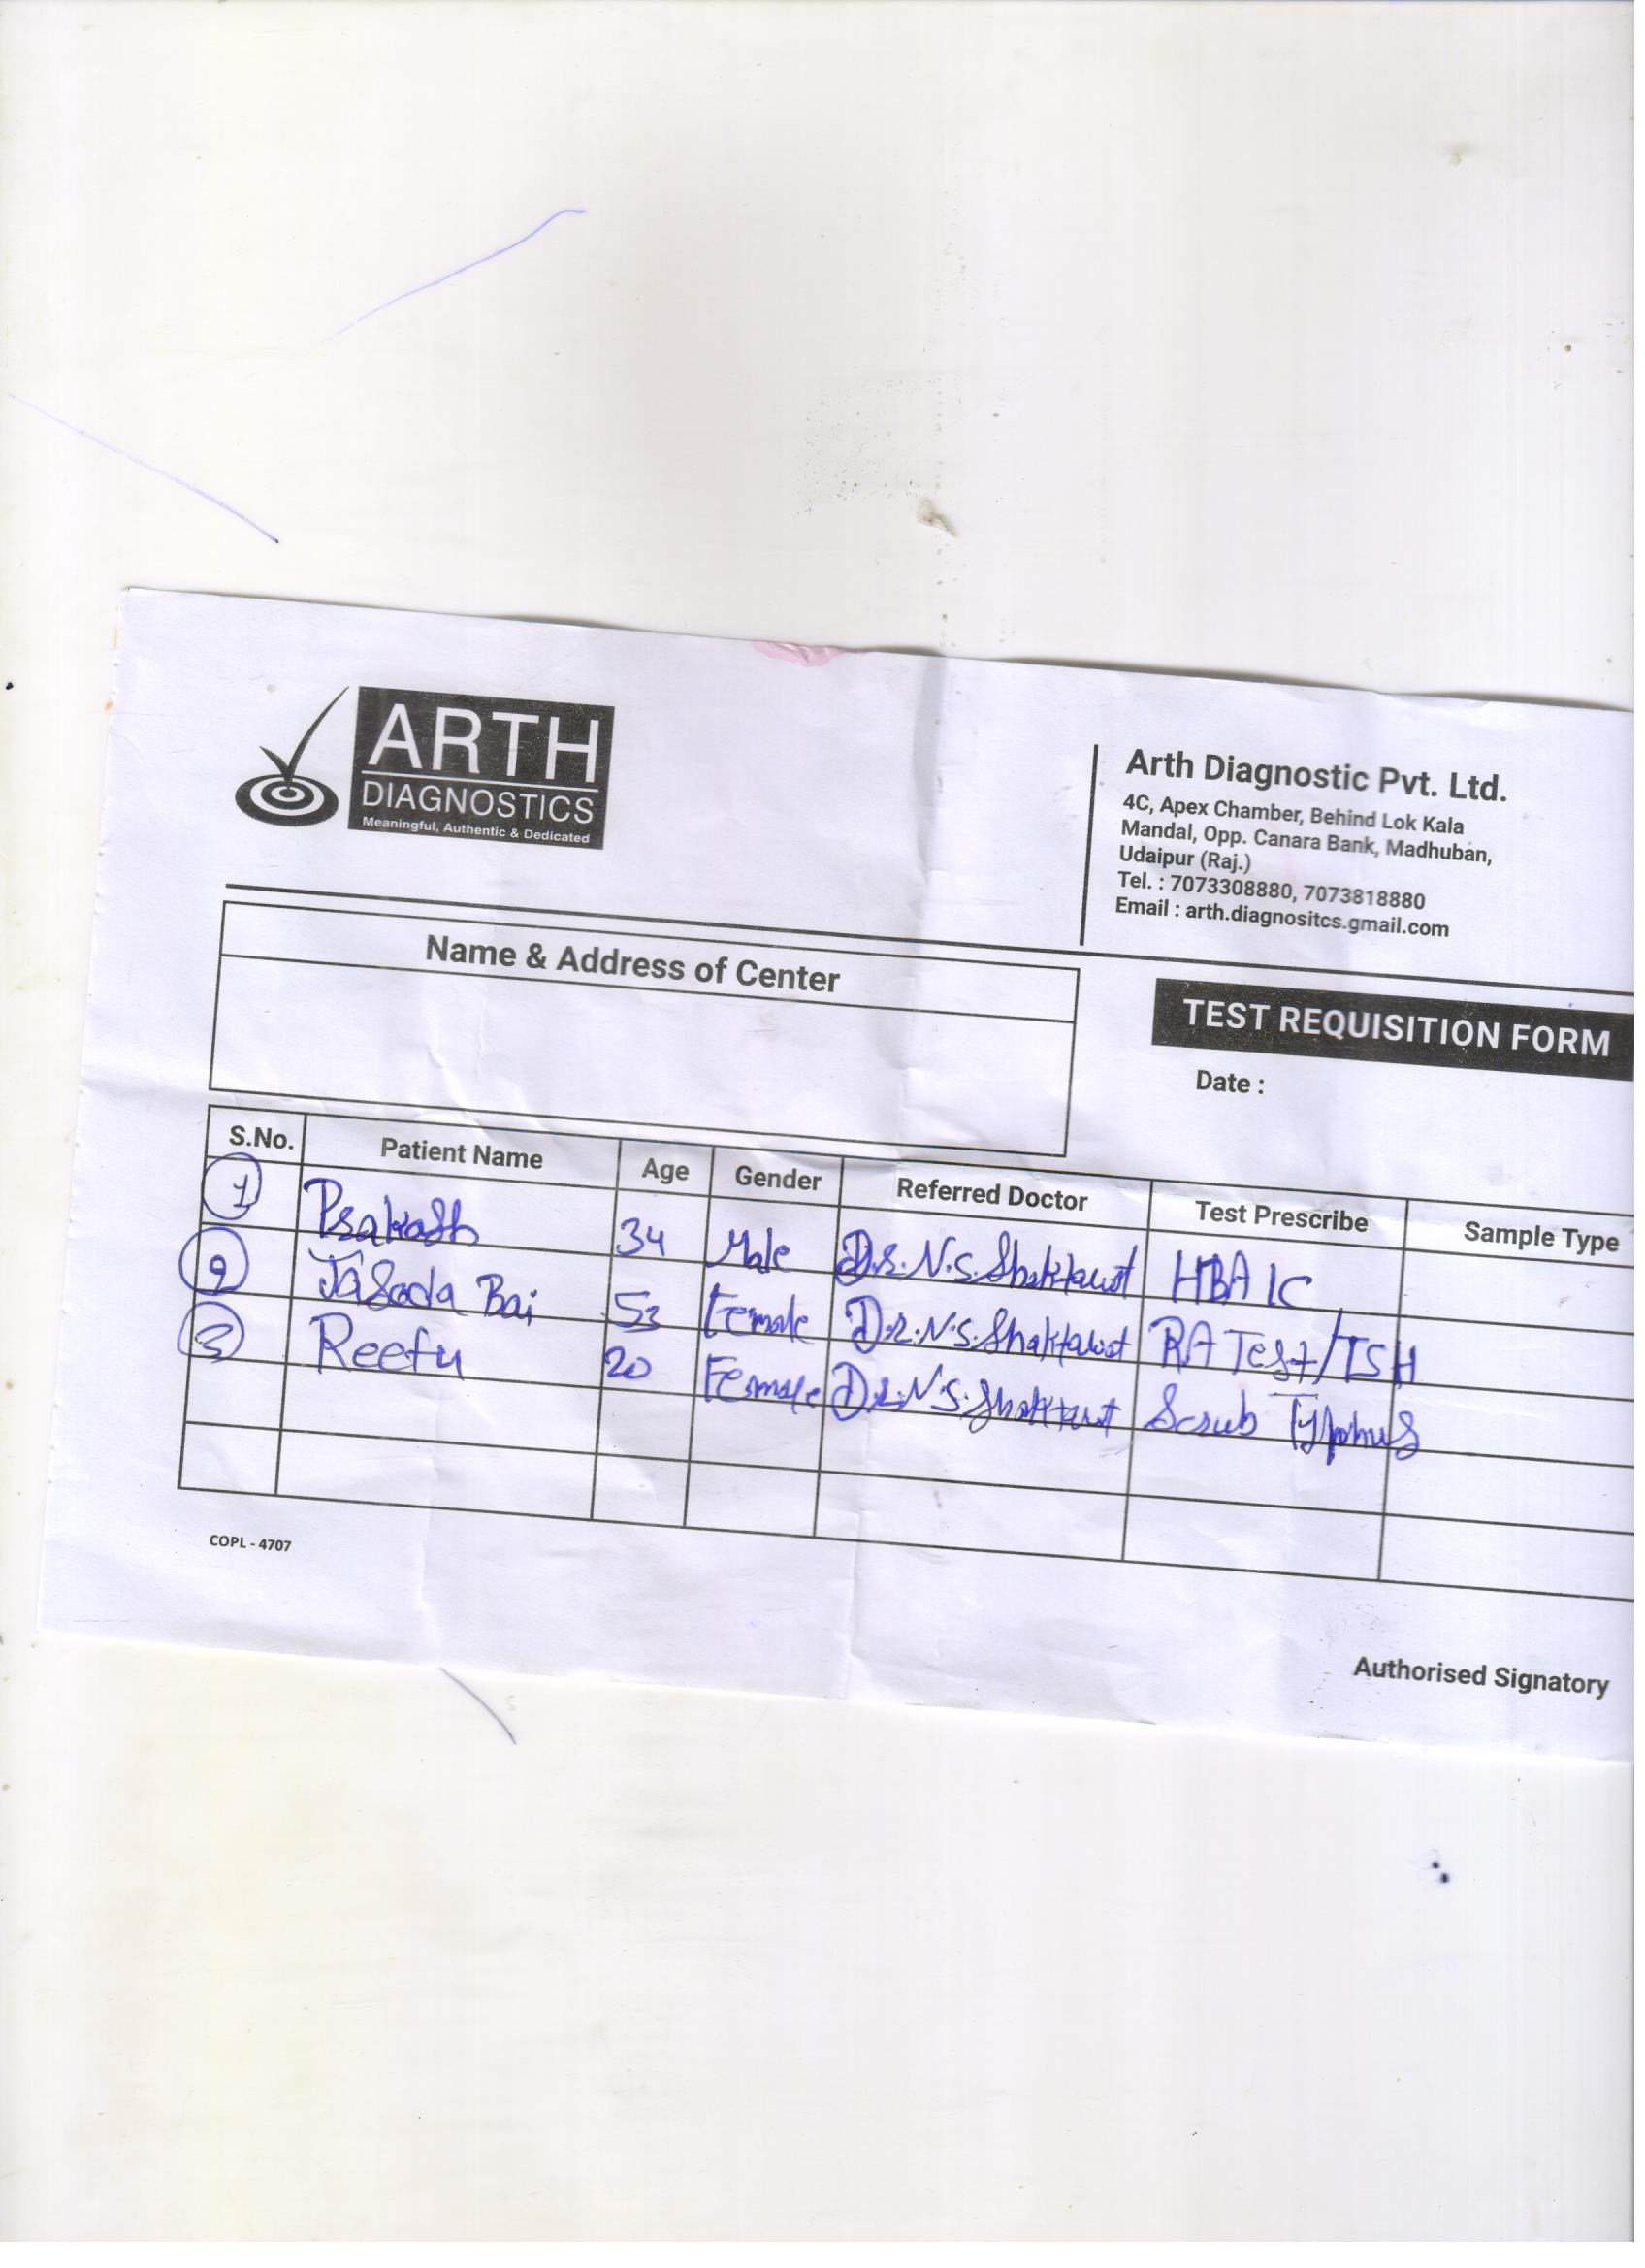 ARTH
DIAGNOSTICS
Meaningful, Authentic & Dedicated
Arth Diagnostic Pvt. Ltd.
4C, Apex Chamber, Behind Lok Kala
Mandal, Opp. Canara Bank, Madhuban,
Udaipur (Raj.)
Tel. : 7073308880, 7073818880
Email : arth.diagnositcs.gmail.com
Name & Address of Center
TEST REQUISITION FORM
Date :
S.No. Patient Name Age Gender Referred Doctor Test Prescribe Sample Type
1 Prakash 34 Male Dr. N.S. Shaktawat HBA1C
2 Jasoda Bai 53 Female Dr. N.S. Shaktawat RA Test/TSH
3 Reetu 20 Female Dr. N.S. Shaktawat Scrub Typhus
COPL - 4707
Authorised Signatory